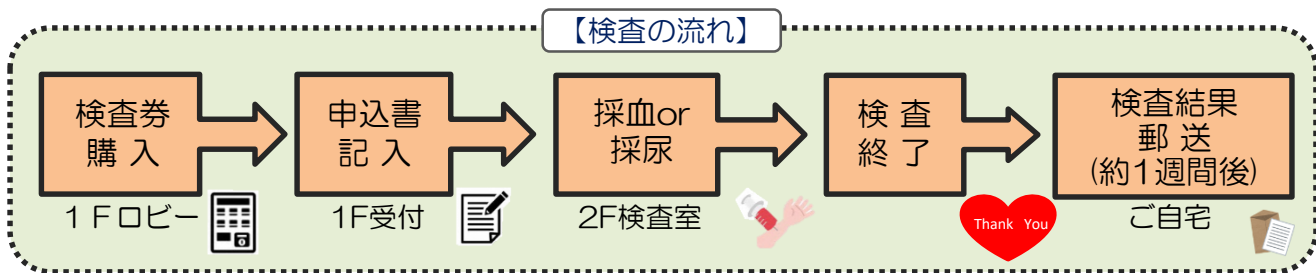 【検査の流れ】
検査券
購 入
申込書
記 入
採血or
採尿
検 査
終 了
検査結果
郵 送
(約1週間後)
1 Fロビー
1F受付
2F検査室
Thank You
ご自宅